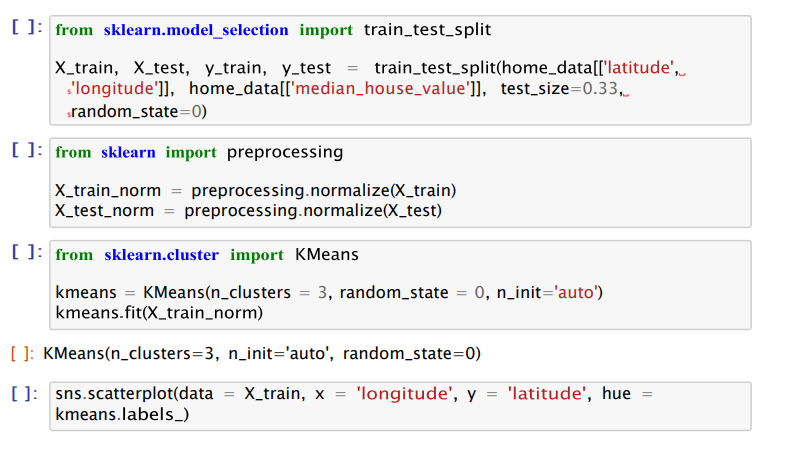 [ ]: from sklearn.model_selection import train_test_split
X_train, X_test, y_train, y_test = train_test_split(home_data[['latitude',␣
↪'longitude']], home_data[['median_house_value']], test_size=0.33,␣
↪random_state=0)
[ ]: from sklearn import preprocessing
X_train_norm = preprocessing.normalize(X_train)
X_test_norm = preprocessing.normalize(X_test)
[ ]: from sklearn.cluster import KMeans
kmeans = KMeans(n_clusters = 3, random_state = 0, n_init='auto')
kmeans.fit(X_train_norm)
[ ]: KMeans(n_clusters=3, n_init='auto', random_state=0)
[ ]: sns.scatterplot(data = X_train, x = 'longitude', y = 'latitude', hue =
kmeans.labels_)